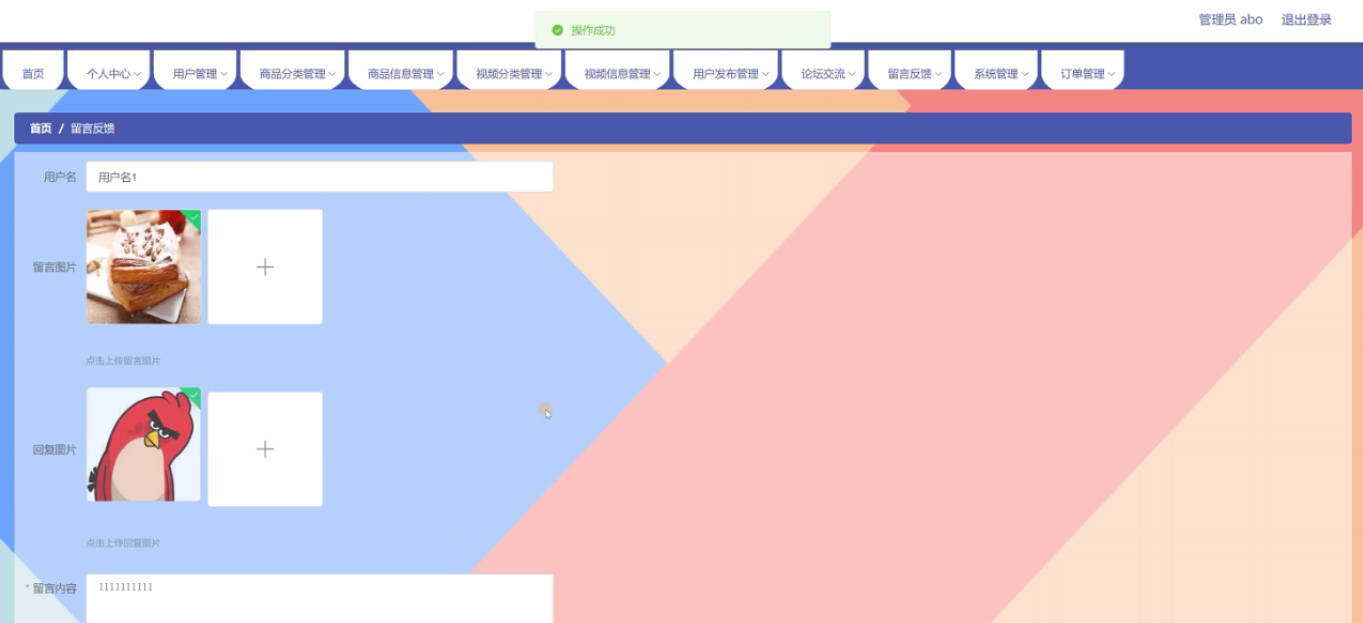 管理员 abo 退出登录
操作成功
首页 个人中心 用户管理 商品分类管理 商品信息管理 视频分类管理 视频信息管理 用户发布管理 论坛交流 留言反馈 系统管理 订单管理
首页 / 留言反馈
用户名 用户名1
留言图片
点击上传留言图片
回复图片
点击上传回复图片
* 留言内容 1111111111